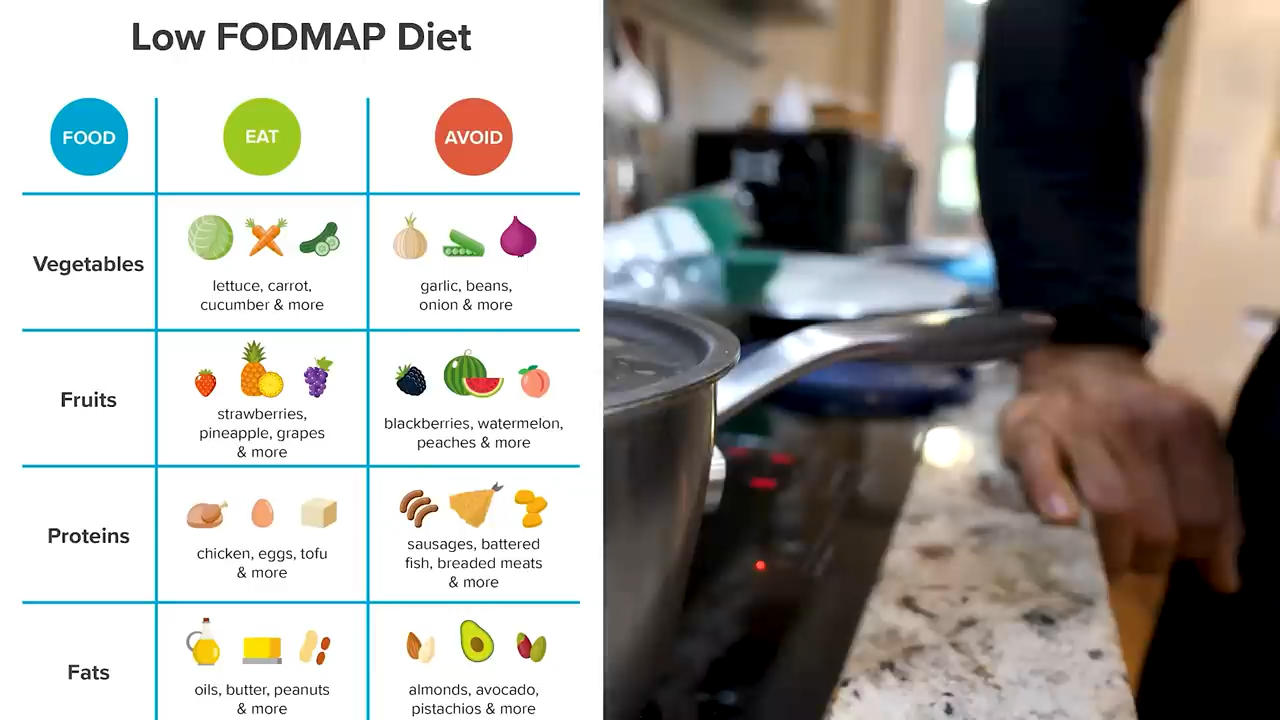 Low FODMAP Diet
FOOD
EAT
AVOID
Vegetables
lettuce, carrot,
cucumber & more
garlic, beans,
onion & more
Fruits
strawberries,
pineapple, grapes
& more
blackberries, watermelon,
peaches & more
Proteins
chicken, eggs, tofu
& more
sausages, battered
fish, breaded meats
& more
Fats
oils, butter, peanuts
& more
almonds, avocado,
pistachios & more